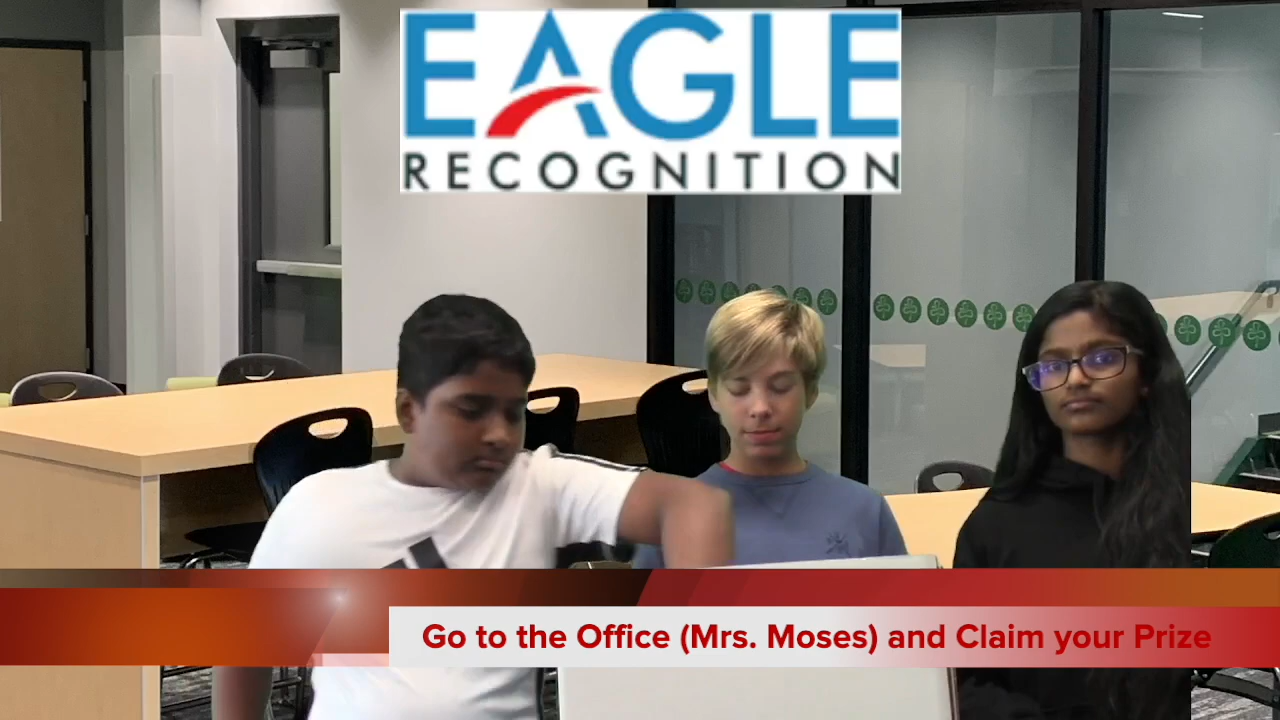 EAGLE
RECOGNITION
Go to the Office (Mrs. Moses) and Claim your Prize